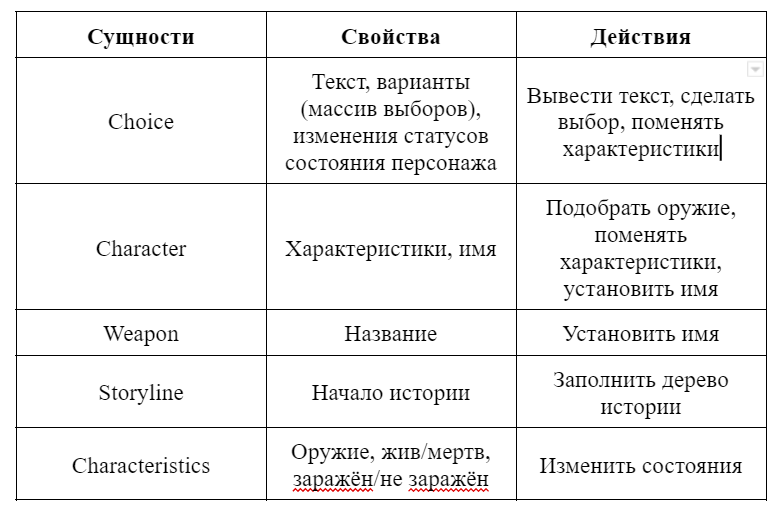 Сущности
Свойства
Действия
Choice
Текст, варианты
(массив выборов),
изменения статусов
состояния персонажа
Вывести текст, сделать
выбор, поменять
характеристики
Character
Характеристики, имя
Подобрать оружие,
поменять
характеристики,
установить имя
Weapon
Название
Установить имя
Storyline
Начало истории
Заполнить дерево
истории
Characteristics
Оружие, жив/мертв,
заражён/не заражён
Изменить состояния